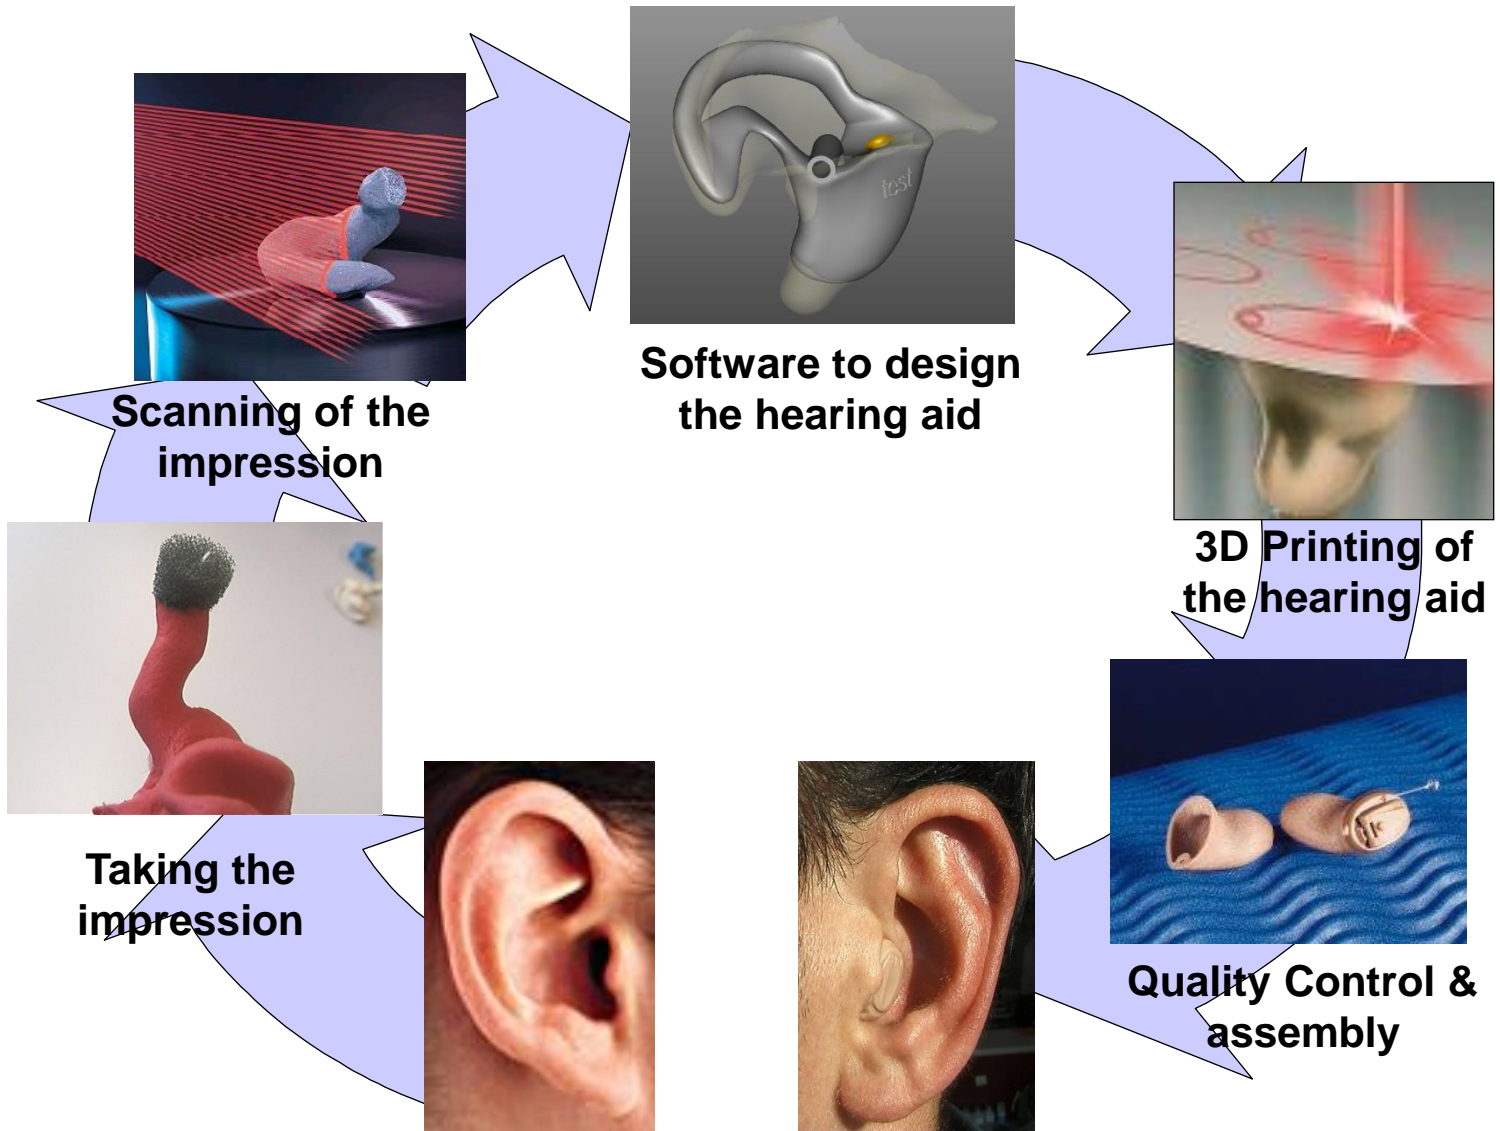 Software to design
the hearing aid
Scanning of the
impression
3D Printing of
the hearing aid
Taking the
impression
Quality Control &
assembly
test